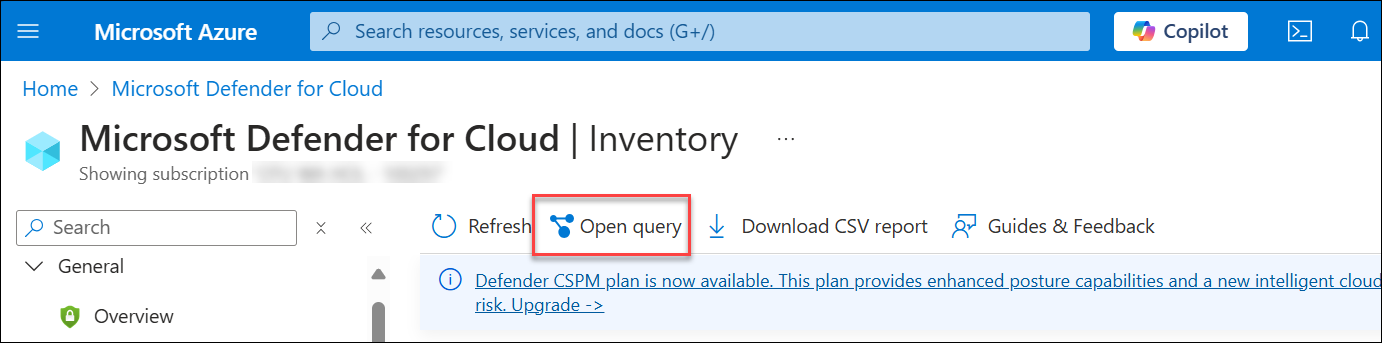 Microsoft Azure
Search resources, services, and docs (G+/)
Copilot
Home > Microsoft Defender for Cloud
Microsoft Defender for Cloud | Inventory ...
Showing subscription
Search
Refresh
Open query
Download CSV report
Guides & Feedback
General
Defender CSPM plan is now available. This plan provides enhanced posture capabilities and a new intelligent cloud
risk. Upgrade ->
Overview